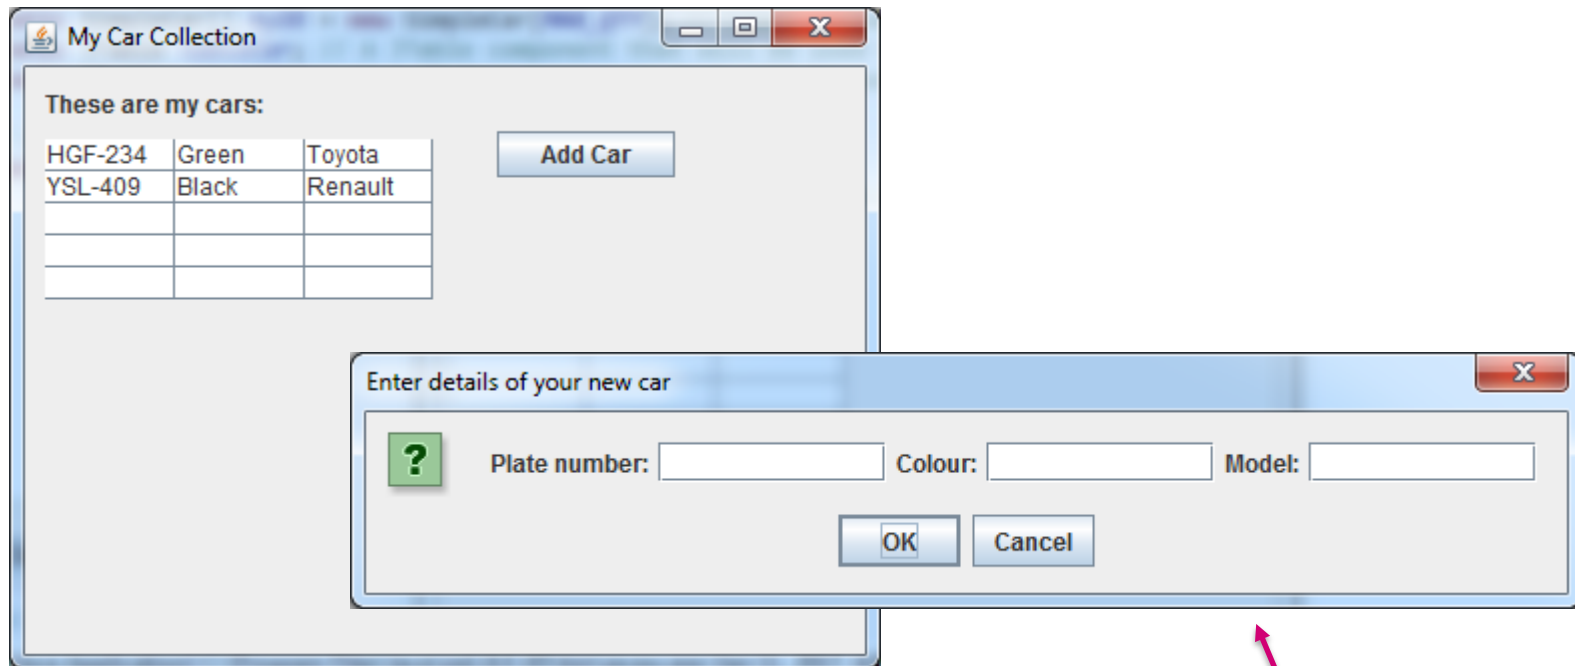 My Car Collection
These are my cars:
HGF-234 Green Toyota
YSL-409 Black Renault
Add Car
Enter details of your new car
?
Plate number: Colour: Model:
OK Cancel